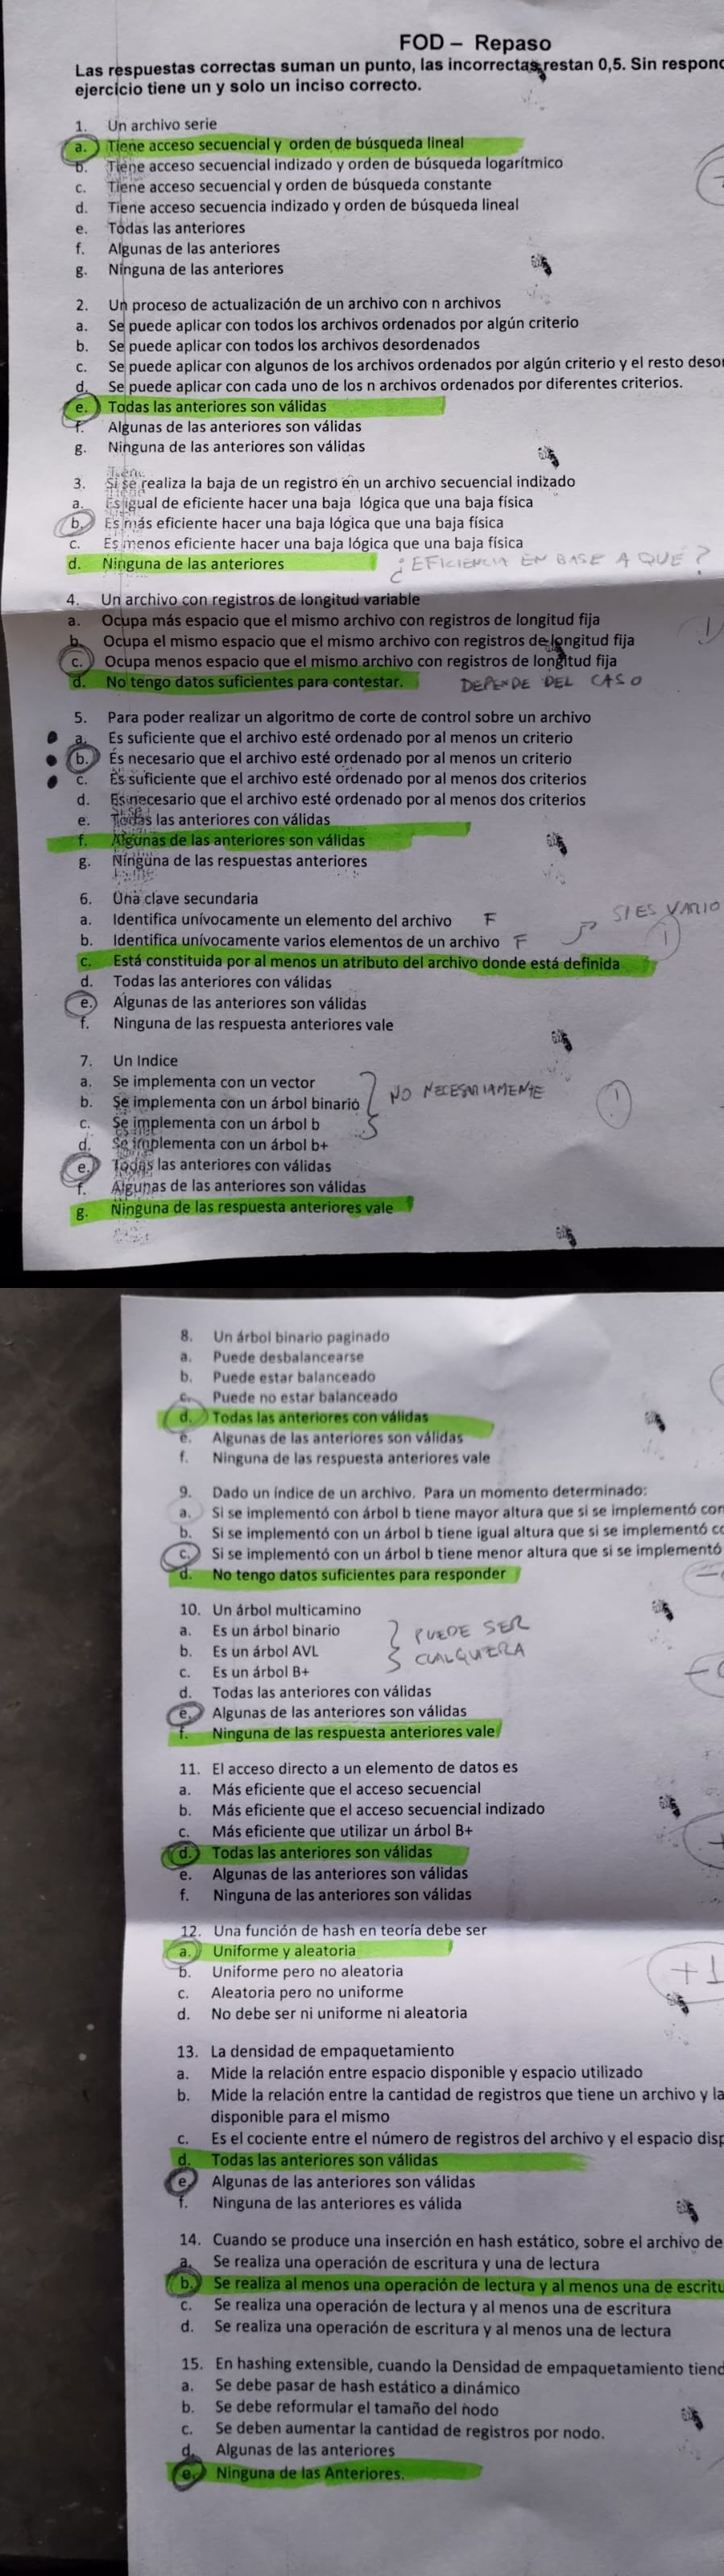 FOD – Repaso
Las respuestas correctas suman un punto, las incorrectas restan 0,5. Sin
ejercicio tiene un y solo un inciso correcto.
1. Un archivo serie
a. Tiene acceso secuencial y orden de búsqueda lineal
b. Tiene acceso secuencial indizado y orden de búsqueda logarítmico
c. Tiene acceso secuencial y orden de búsqueda constante
d. Tiene acceso secuencia indizado y orden de búsqueda lineal
e. Todas las anteriores
f. Algunas de las anteriores
g. Ninguna de las anteriores
2. Un proceso de actualización de un archivo con n archivos
a. Se puede aplicar con todos los archivos ordenados por algún criterio
b. Se puede aplicar con todos los archivos desordenados
c. Se puede aplicar con algunos de los archivos ordenados por algún criterio y el resto
d. Se puede aplicar con cada uno de los n archivos ordenados por diferentes criterios.
e. Todas las anteriores son válidas
f. Algunas de las anteriores son válidas
g. Ninguna de las anteriores son válidas
3. Si se realiza la baja de un registro en un archivo secuencial indizado
a. Es igual de eficiente hacer una baja lógica que una baja física
b. Es más eficiente hacer una baja lógica que una baja física
c. Es menos eficiente hacer una baja lógica que una baja física
d. Ninguna de las anteriores ¿EFICIENCIA EN BASE A QUE?
4. Un archivo con registros de longitud variable
a. Ocupa más espacio que el mismo archivo con registros de longitud fija
b. Ocupa el mismo espacio que el mismo archivo con registros de longitud fija
c. Ocupa menos espacio que el mismo archivo con registros de longitud fija
d. No tengo datos suficientes para contestar. DEPENDE DEL CASO
5. Para poder realizar un algoritmo de corte de control sobre un archivo
a. Es suficiente que el archivo esté ordenado por al menos un criterio
b. Es necesario que el archivo esté ordenado por al menos un criterio
c. Es suficiente que el archivo esté ordenado por al menos dos criterios
d. Es necesario que el archivo esté ordenado por al menos dos criterios
e. Todas las anteriores con válidas
f. Algunas de las anteriores son válidas
g. Ninguna de las respuestas anteriores
6. Una clave secundaria
a. Identifica unívocamente un elemento del archivo F
b. Identifica unívocamente varios elementos de un archivo F SI ES VARIO
c. Está constituida por al menos un atributo del archivo donde está definida
d. Todas las anteriores con válidas
e. Algunas de las anteriores son válidas
f. Ninguna de las respuesta anteriores vale
7. Un Indice
a. Se implementa con un vector
b. Se implementa con un árbol binario NO NECESARIAMENTE
c. Se implementa con un árbol b
d. Se implementa con un árbol b+
e. Todas las anteriores con válidas
f. Algunas de las anteriores son válidas
g. Ninguna de las respuesta anteriores vale
8. Un árbol binario paginado
a. Puede desbalancearse
b. Puede estar balanceado
c. Puede no estar balanceado
d. Todas las anteriores con válidas
e. Algunas de las anteriores son válidas
f. Ninguna de las respuesta anteriores vale
9. Dado un índice de un archivo. Para un momento determinado:
a. Si se implementó con árbol b tiene mayor altura que si se implementó con
b. Si se implementó con un árbol b tiene igual altura que si se implementó
c. Si se implementó con un árbol b tiene menor altura que si se implementó
d. No tengo datos suficientes para responder
10. Un árbol multicamino
a. Es un árbol binario PUEDE SER
b. Es un árbol AVL CUALQUIERA
c. Es un árbol B+
d. Todas las anteriores con válidas
e. Algunas de las anteriores son válidas
f. Ninguna de las respuesta anteriores vale
11. El acceso directo a un elemento de datos es
a. Más eficiente que el acceso secuencial
b. Más eficiente que el acceso secuencial indizado
c. Más eficiente que utilizar un árbol B+
d. Todas las anteriores son válidas
e. Algunas de las anteriores son válidas
f. Ninguna de las anteriores son válidas
12. Una función de hash en teoría debe ser
a. Uniforme y aleatoria
b. Uniforme pero no aleatoria +1
c. Aleatoria pero no uniforme
d. No debe ser ni uniforme ni aleatoria
13. La densidad de empaquetamiento
a. Mide la relación entre espacio disponible y espacio utilizado
b. Mide la relación entre la cantidad de registros que tiene un archivo y la
disponible para el mismo
c. Es el cociente entre el número de registros del archivo y el espacio
d. Todas las anteriores son válidas
e. Algunas de las anteriores son válidas
f. Ninguna de las anteriores es válida
14. Cuando se produce una inserción en hash estático, sobre el archivo de
a. Se realiza una operación de escritura y una de lectura
b. Se realiza al menos una operación de lectura y al menos una de
c. Se realiza una operación de lectura y al menos una de escritura
d. Se realiza una operación de escritura y al menos una de lectura
15. En hashing extensible, cuando la Densidad de empaquetamiento
a. Se debe pasar de hash estático a dinámico
b. Se debe reformular el tamaño del nodo
c. Se deben aumentar la cantidad de registros por nodo.
d. Algunas de las anteriores
e. Ninguna de las Anteriores.